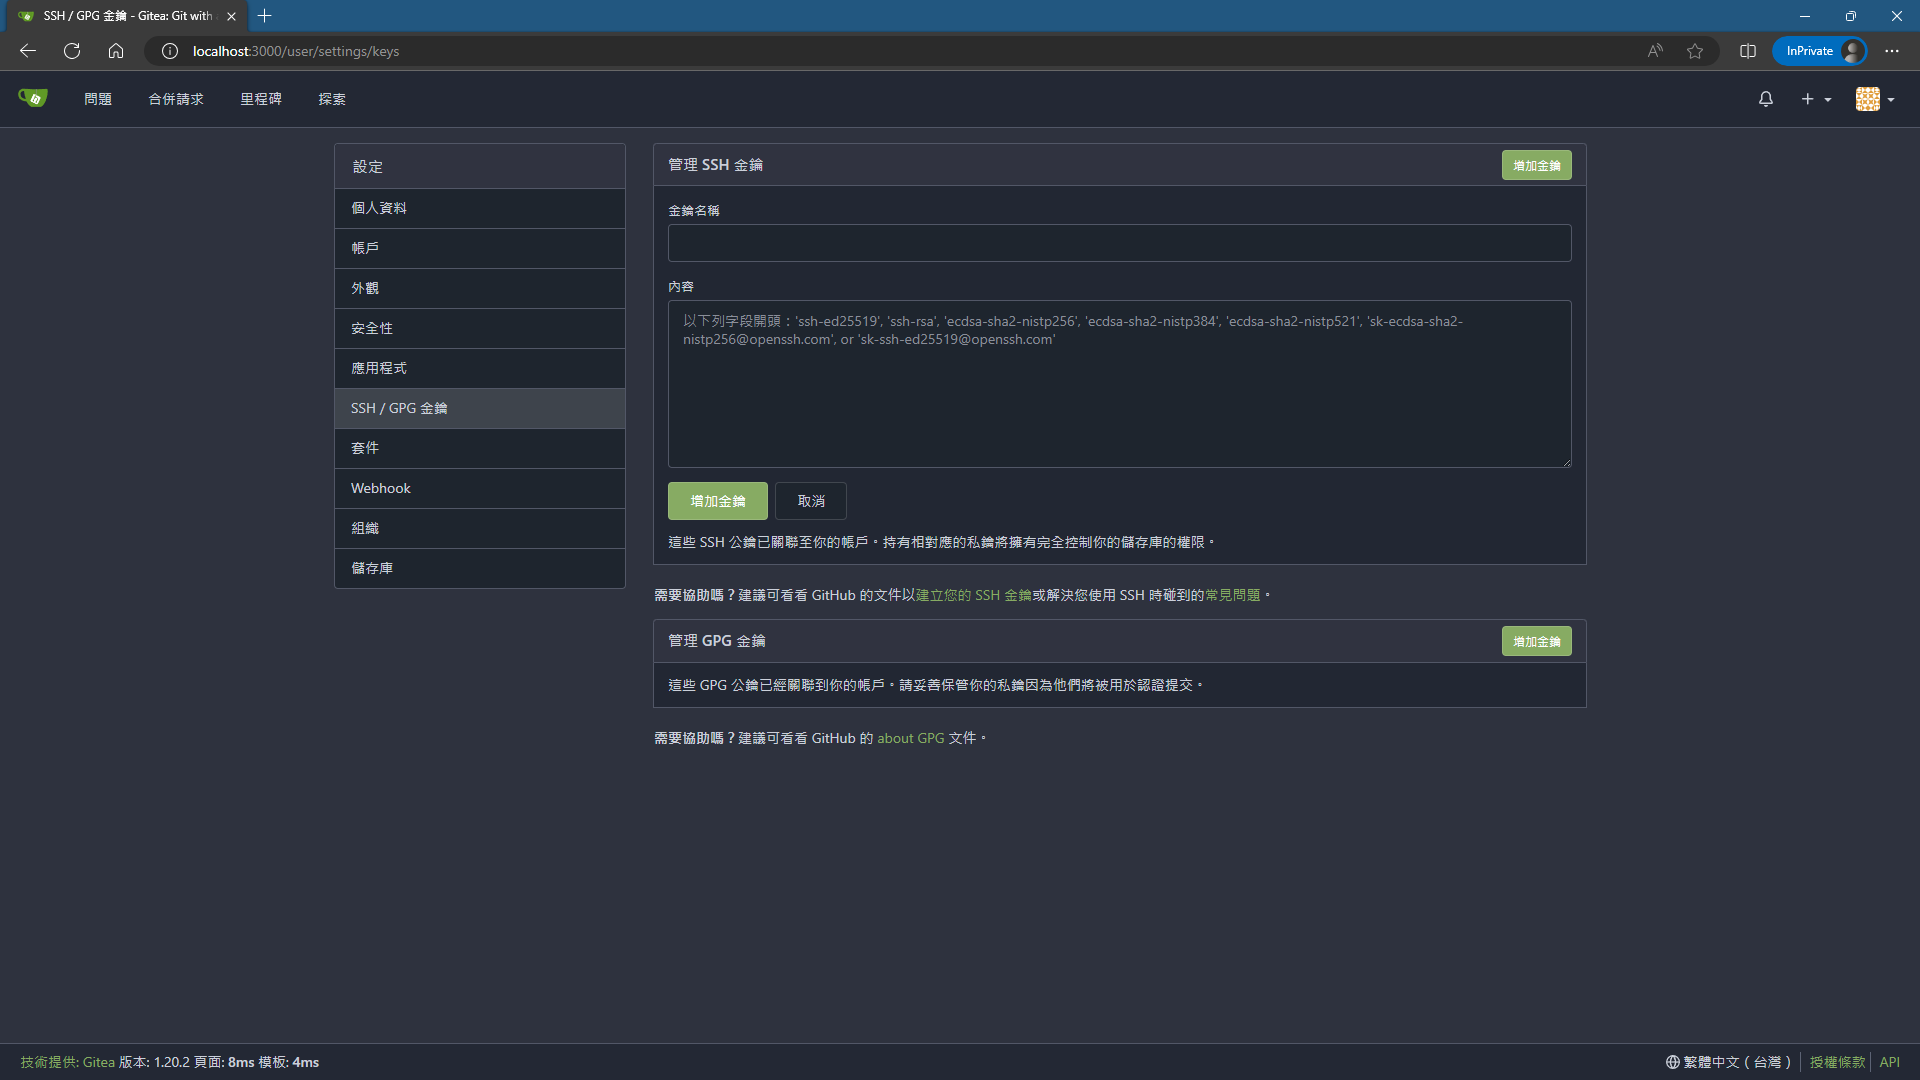 SSH / GPG 金鑰 - Gitea: Git with
localhost:3000/user/settings/keys
InPrivate
問題 合併請求 里程碑 探索
設定
個人資料
帳戶
外觀
安全性
應用程式
SSH / GPG 金鑰
套件
Webhook
組織
儲存庫
管理 SSH 金鑰 增加金鑰
金鑰名稱
內容
以下列字段開頭：'ssh-ed25519', 'ssh-rsa', 'ecdsa-sha2-nistp256', 'ecdsa-sha2-nistp384', 'ecdsa-sha2-nistp521', 'sk-ecdsa-sha2-
nistp256@openssh.com', or 'sk-ssh-ed25519@openssh.com'
增加金鑰 取消
這些 SSH 公鑰已關聯至你的帳戶。持有相對應的私鑰將擁有完全控制你的儲存庫的權限。
需要協助嗎？建議可看看 GitHub 的文件以建立您的 SSH 金鑰或解決您使用 SSH 時碰到的常見問題。
管理 GPG 金鑰 增加金鑰
這些 GPG 公鑰已經關聯到你的帳戶。請妥善保管你的私鑰因為他們將被用於認證提交。
需要協助嗎？建議可看看 GitHub 的 about GPG 文件。
技術提供: Gitea 版本: 1.20.2 頁面: 8ms 模板: 4ms
繁體中文（台灣） 授權條款 API